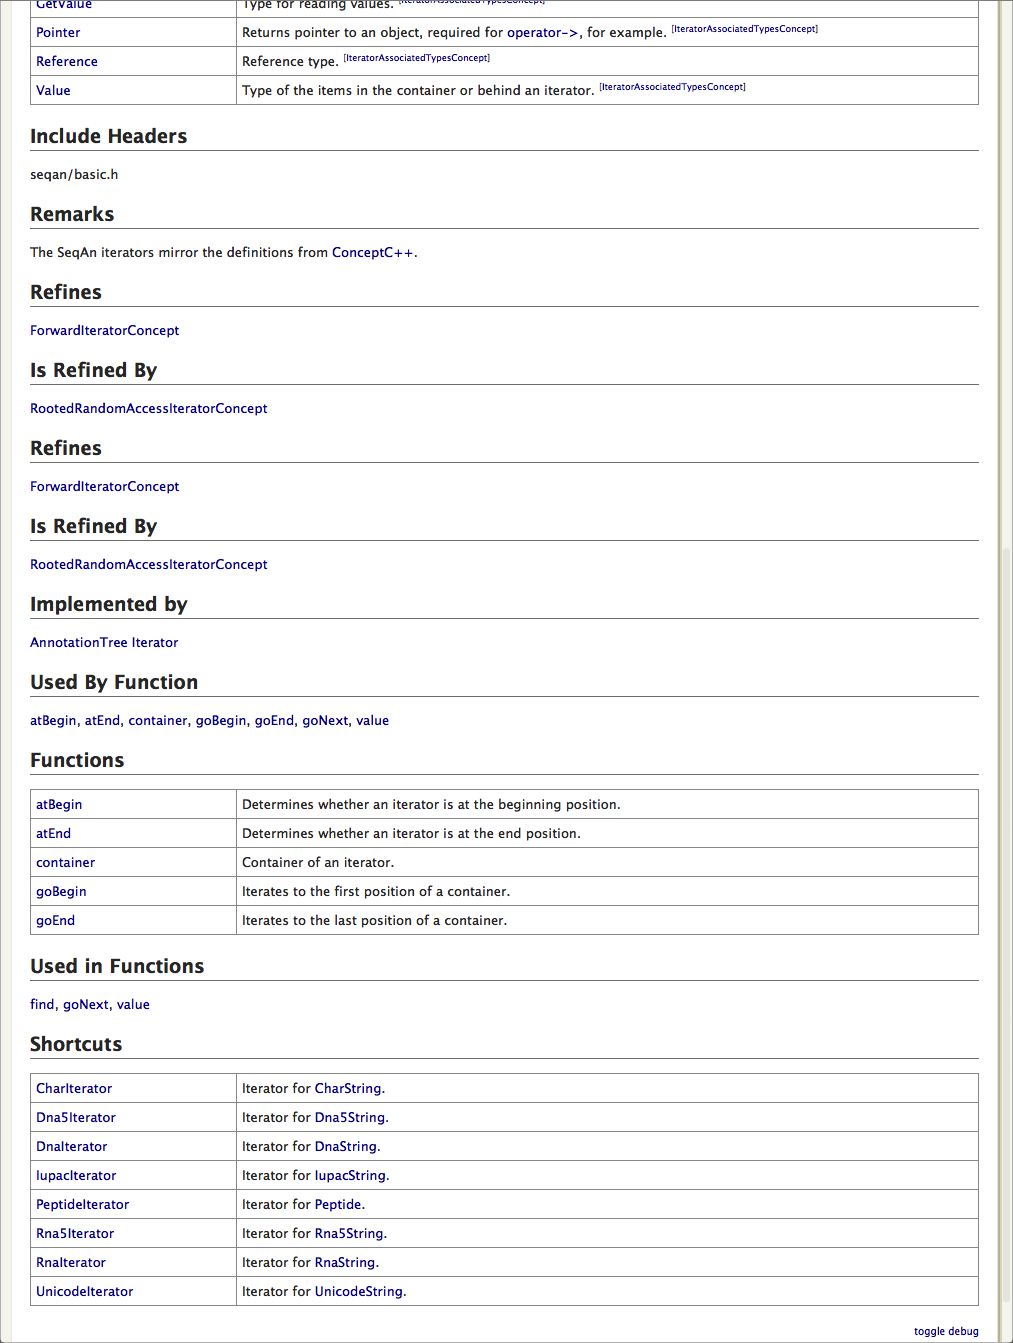 GetValue Type for reading values. [IteratorAssociatedTypesConcept]
Pointer Returns pointer to an object, required for operator->, for example. [IteratorAssociatedTypesConcept]
Reference Reference type. [IteratorAssociatedTypesConcept]
Value Type of the items in the container or behind an iterator. [IteratorAssociatedTypesConcept]
Include Headers
seqan/basic.h
Remarks
The SeqAn iterators mirror the definitions from ConceptC++.
Refines
ForwardIteratorConcept
Is Refined By
RootedRandomAccessIteratorConcept
Refines
ForwardIteratorConcept
Is Refined By
RootedRandomAccessIteratorConcept
Implemented by
AnnotationTree Iterator
Used By Function
atBegin, atEnd, container, goBegin, goEnd, goNext, value
Functions
atBegin Determines whether an iterator is at the beginning position.
atEnd Determines whether an iterator is at the end position.
container Container of an iterator.
goBegin Iterates to the first position of a container.
goEnd Iterates to the last position of a container.
Used in Functions
find, goNext, value
Shortcuts
CharIterator Iterator for CharString.
Dna5Iterator Iterator for Dna5String.
DnaIterator Iterator for DnaString.
IupacIterator Iterator for IupacString.
PeptideIterator Iterator for Peptide.
Rna5Iterator Iterator for Rna5String.
RnaIterator Iterator for RnaString.
UnicodeIterator Iterator for UnicodeString.
toggle debug